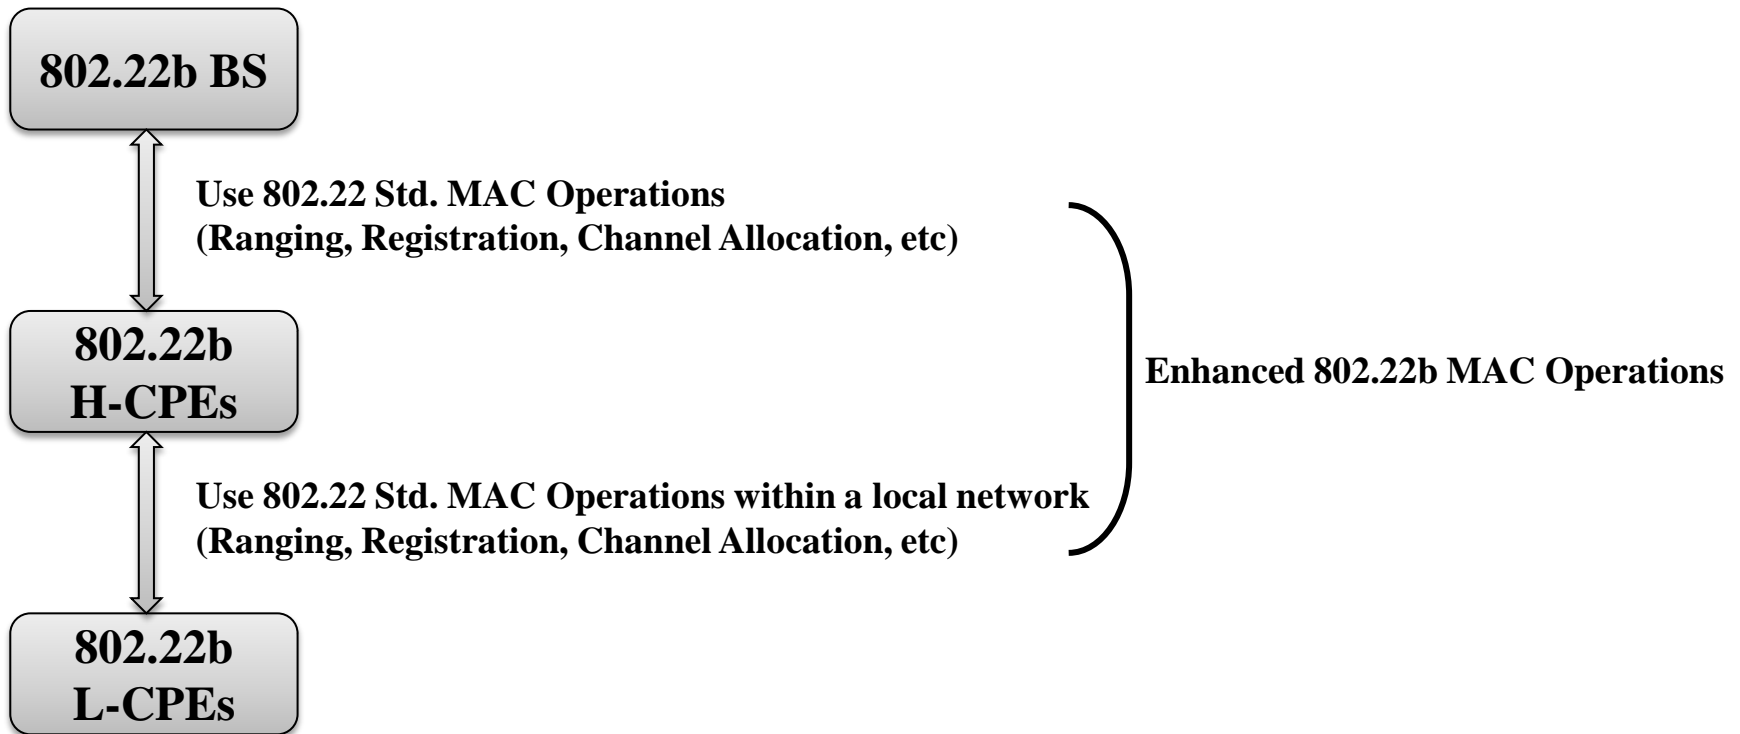 802.22b BS
Use 802.22 Std. MAC Operations
(Ranging, Registration, Channel Allocation, etc)
802.22b
H-CPEs
Enhanced 802.22b MAC Operations
Use 802.22 Std. MAC Operations within a local network
(Ranging, Registration, Channel Allocation, etc)
802.22b
L-CPEs